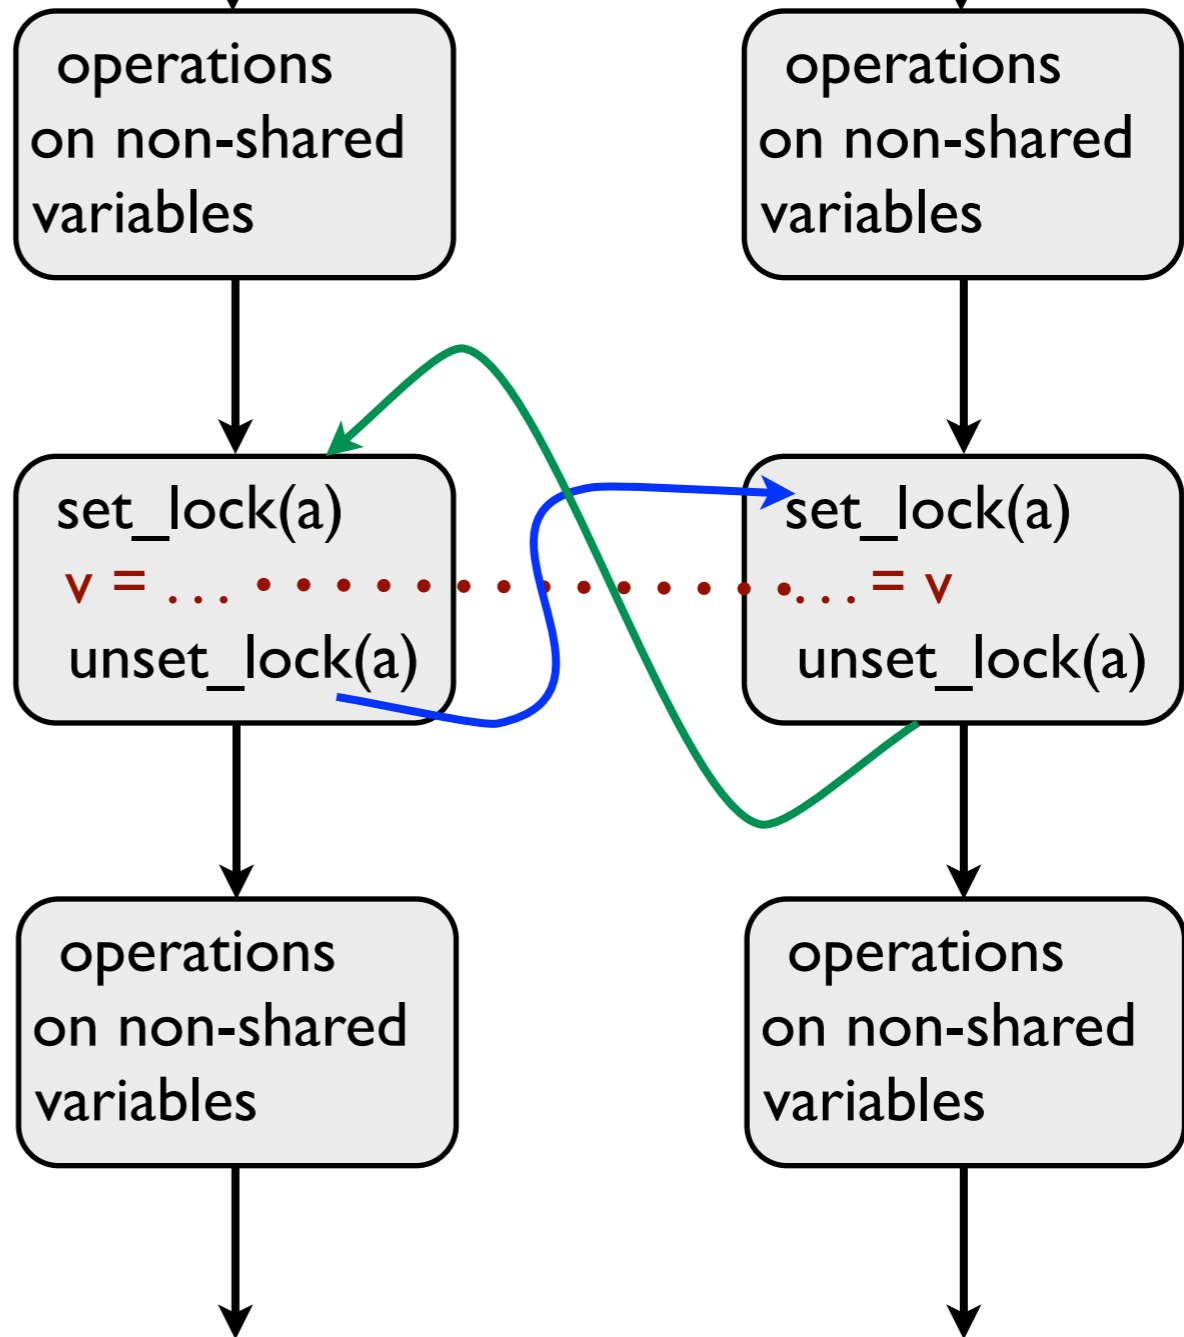 operations
on non-shared
variables
operations
on non-shared
variables
set_lock(a)
v = ...
unset_lock(a)
set_lock(a)
... = v
unset_lock(a)
operations
on non-shared
variables
operations
on non-shared
variables